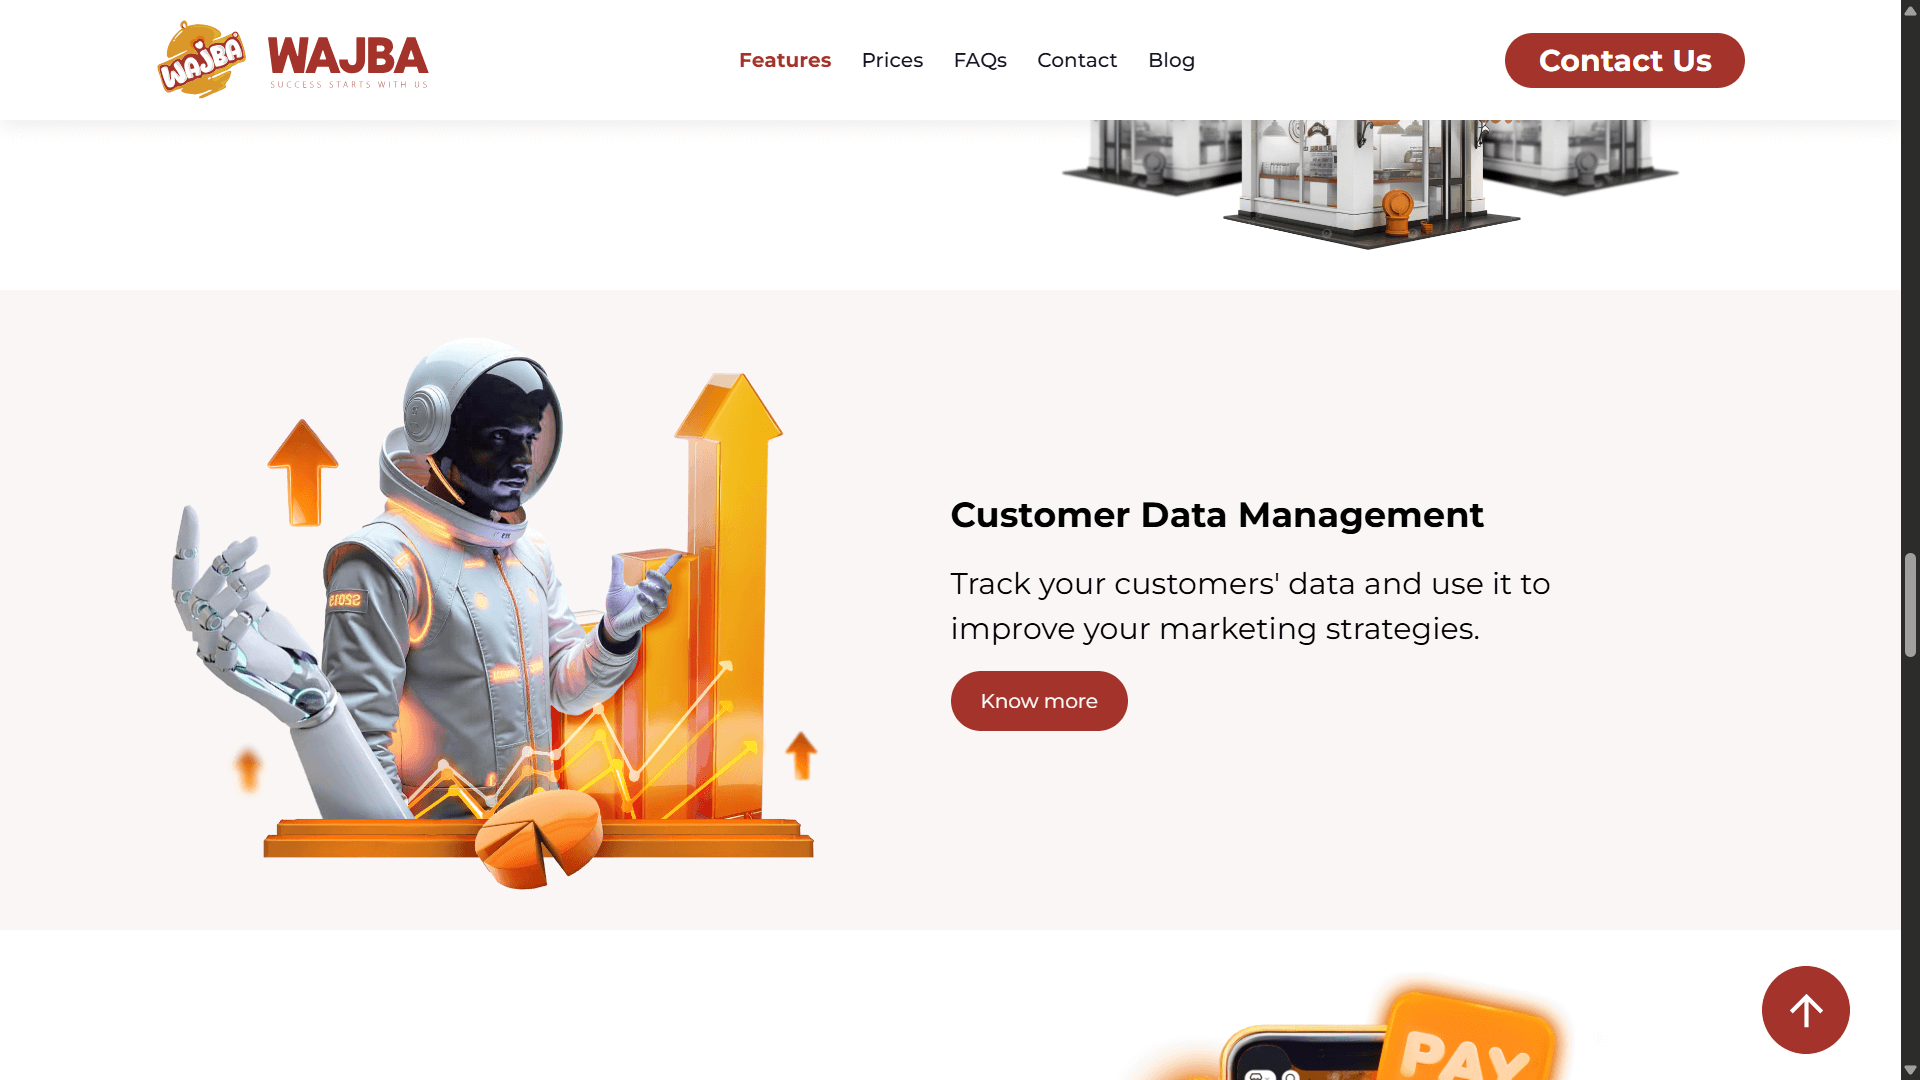 WAJBA
WAJBA
SUCCESS STARTS WITH US
Features
Prices
FAQs
Contact
Blog
Contact Us
Customer Data Management
Track your customers' data and use it to
improve your marketing strategies.
Know more
PAY